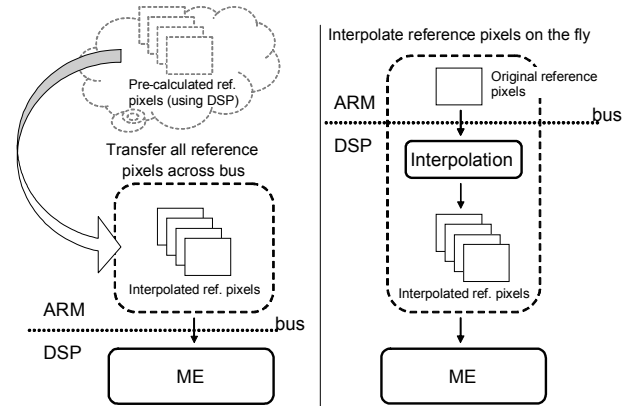 Pre-calculated ref.
pixels (using DSP)
Transfer all reference
pixels across bus
Interpolated ref. pixels
ARM
bus
DSP
ME
Interpolate reference pixels on the fly
Original reference
pixels
ARM
bus
DSP
Interpolation
Interpolated ref. pixels
ME